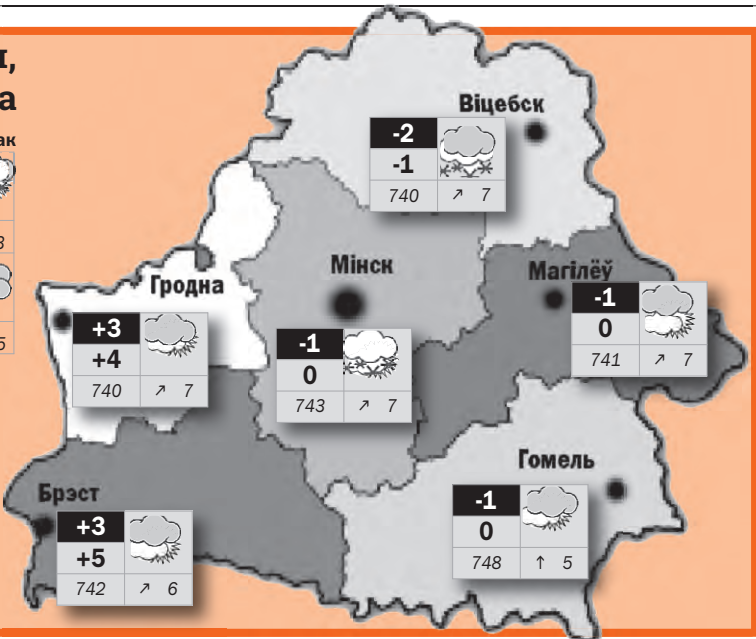 Віцебск
-2
-1
740 ↗ 7
Мінск
-1
0
743 ↗ 7
Магілёў
-1
0
741 ↗ 7
Гродна
+3
+4
740 ↗ 7
Гомель
-1
0
748 ↑ 5
Брэст
+3
+5
742 ↗ 6